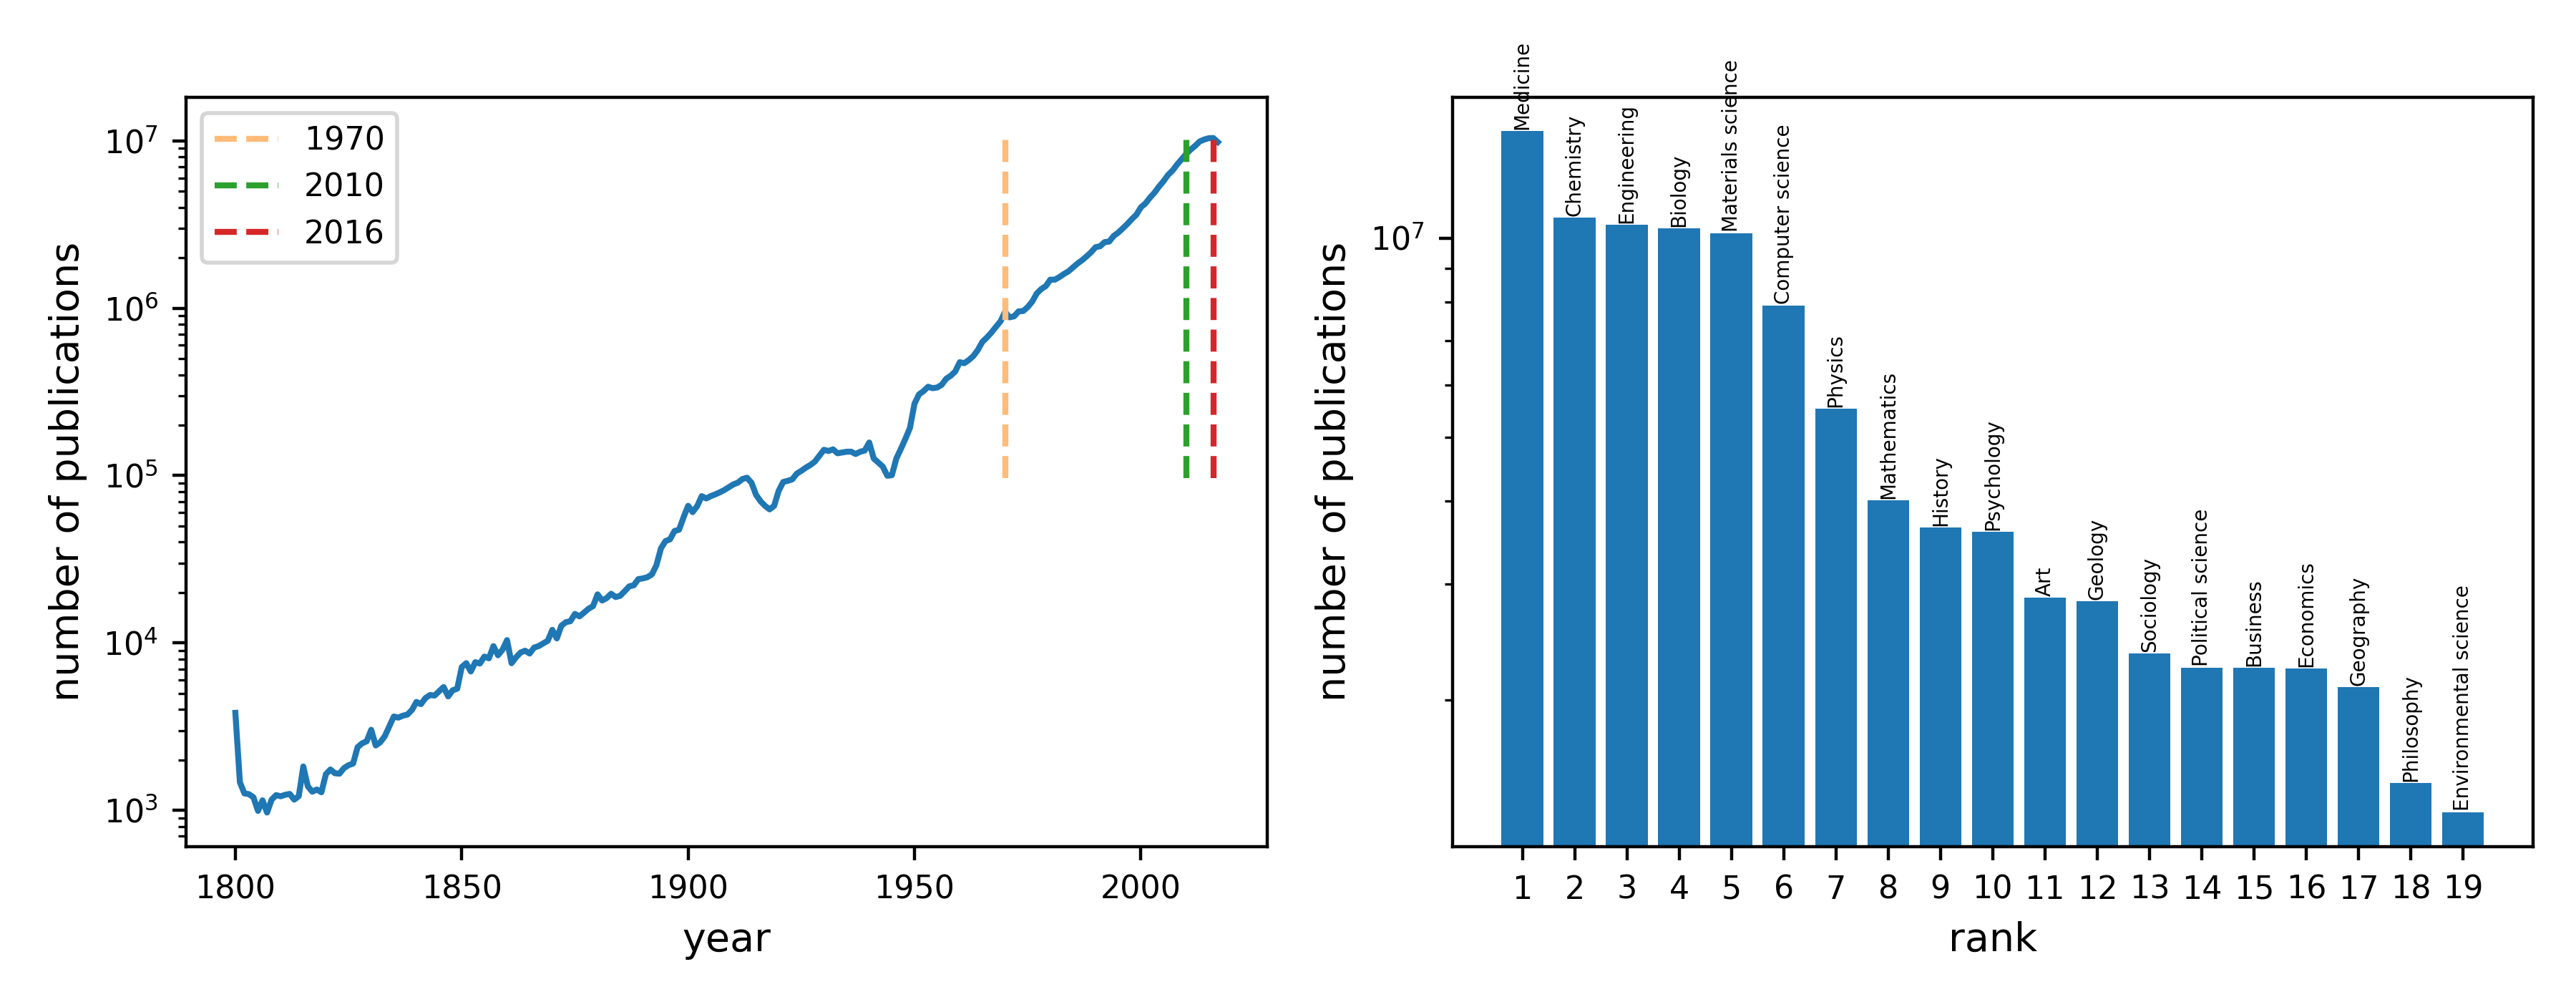 number of publications
10^7
10^6
10^5
10^4
10^3
1970
2010
2016
1800 1850 1900 1950 2000
year
number of publications
10^7
Medicine
Chemistry
Engineering
Biology
Materials science
Computer science
Physics
Mathematics
History
Psychology
Art
Geology
Sociology
Political science
Business
Economics
Geography
Philosophy
Environmental science
1 2 3 4 5 6 7 8 9 10 11 12 13 14 15 16 17 18 19
rank